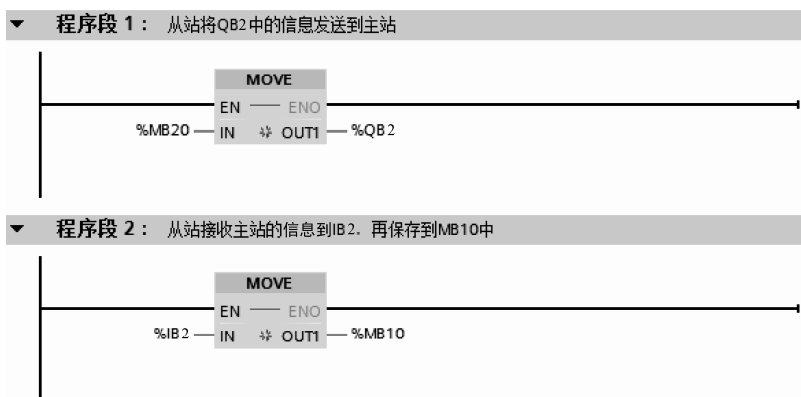 程序段 1： 从站将QB2中的信息发送到主站
MOVE
EN ENO
%MB20 IN OUT1 %QB2
程序段 2： 从站接收主站的信息到IB2．再保存到MB10中
MOVE
EN ENO
%IB2 IN OUT1 %MB10